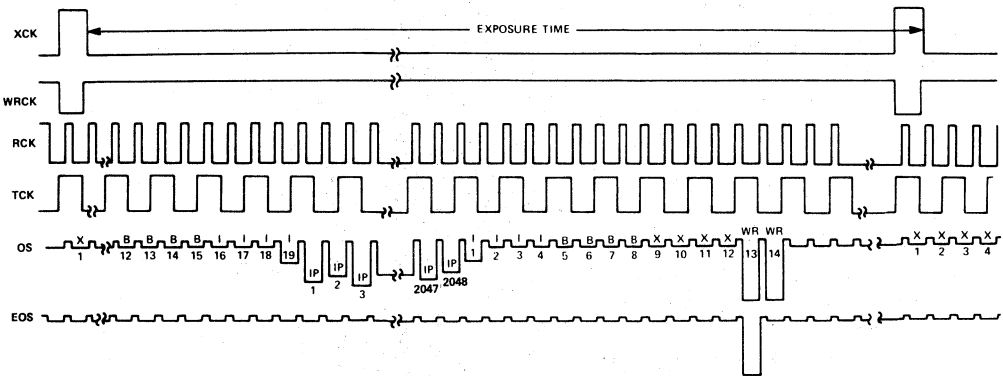 XCK
EXPOSURE TIME
WRCK
RCK
TCK
OS
X B B B B I I I I IP IP IP IP IP I I I I B B B B X X X X WR WR X X X X
1 12 13 14 15 16 17 18 19 1 2 3 2047 2048 1 2 3 4 5 6 7 8 9 10 11 12 13 14 1 2 3 4
EOS